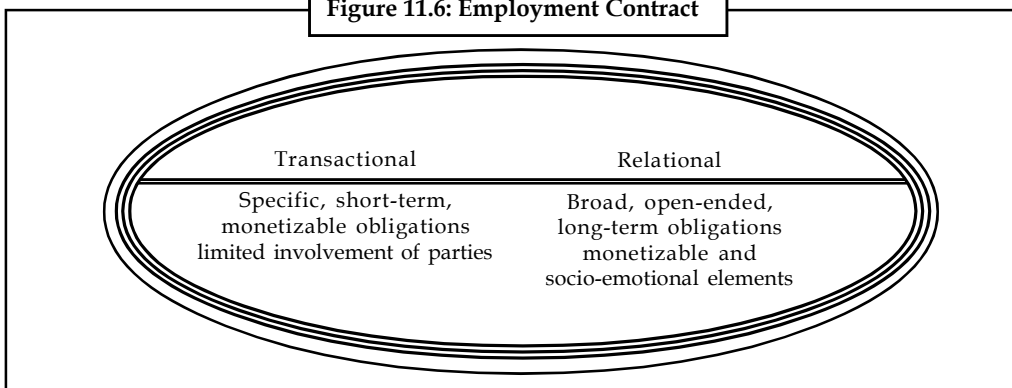 Figure 11.6: Employment Contract
Transactional
Specific, short-term,
monetizable obligations
limited involvement of parties
Relational
Broad, open-ended,
long-term obligations
monetizable and
socio-emotional elements